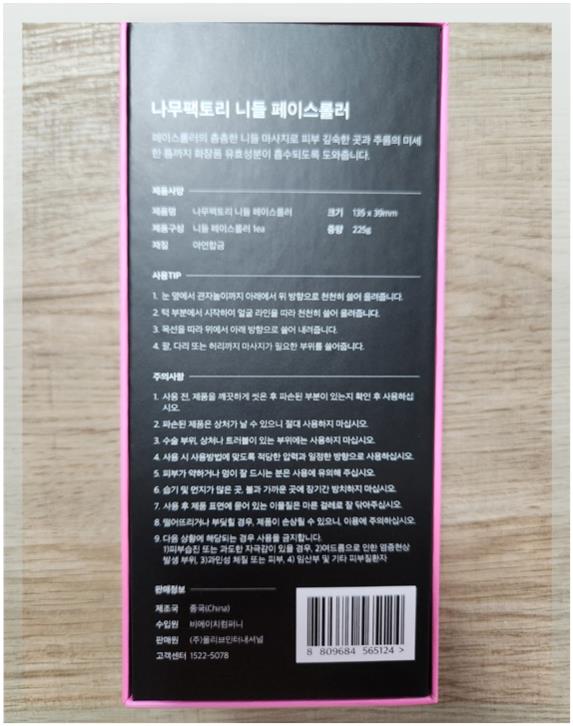 나무팩토리 니들 페이스롤러
페이스롤러의 촘촘한 니들 마사지로 피부 깊숙한 곳과 주름의 미세
한 틈까지 화장품 유효성분이 흡수되도록 도와줍니다.
제품사양
제품명 나무팩토리 니들 페이스롤러 크기 135 x 39mm
제품구성 니들 페이스롤러 1ea 중량 225g
재질 아연합금
사용TIP
1. 눈 옆에서 관자놀이까지 아래에서 위 방향으로 천천히 쓸어 올려줍니다.
2. 턱 부분에서 시작하여 얼굴 라인을 따라 천천히 쓸어 올려줍니다.
3. 목선을 따라 위에서 아래 방향으로 쓸어 내려줍니다.
4. 팔, 다리 또는 허리까지 마사지가 필요한 부위를 쓸어줍니다.
주의사항
1. 사용 전, 제품을 깨끗하게 씻은 후 파손된 부분이 있는지 확인 후 사용하십
시오.
2. 파손된 제품은 상처가 날 수 있으니 절대 사용하지 마십시오.
3. 수술 부위, 상처나 트러블이 있는 부위에는 사용하지 마십시오.
4. 사용 시 사용방법에 맞도록 적당한 압력과 일정한 방향으로 사용하십시오.
5. 피부가 약하거나 멍이 잘 드시는 분은 사용에 유의해 주십시오.
6. 습기 및 먼지가 많은 곳, 불과 가까운 곳에 장기간 방치하지 마십시오.
7. 사용 후 제품 표면에 묻어 있는 이물질은 마른 걸레로 잘 닦아주십시오.
8. 떨어뜨리거나 부딪힐 경우, 제품이 손상될 수 있으니, 이용에 주의하십시오.
9. 다음 상황에 해당되는 경우 사용을 금지합니다.
1)피부습진 또는 과도한 자극감이 있을 경우, 2)여드름으로 인한 염증현상
발생 부위, 3)과민성 체질 또는 피부, 4) 임산부 및 기타 피부질환자
판매정보
제조국 중국(China)
수입원 비에이치컴퍼니
판매원 (주)올리브인터내셔널
고객센터 1522-5078
8 809684 565124 >